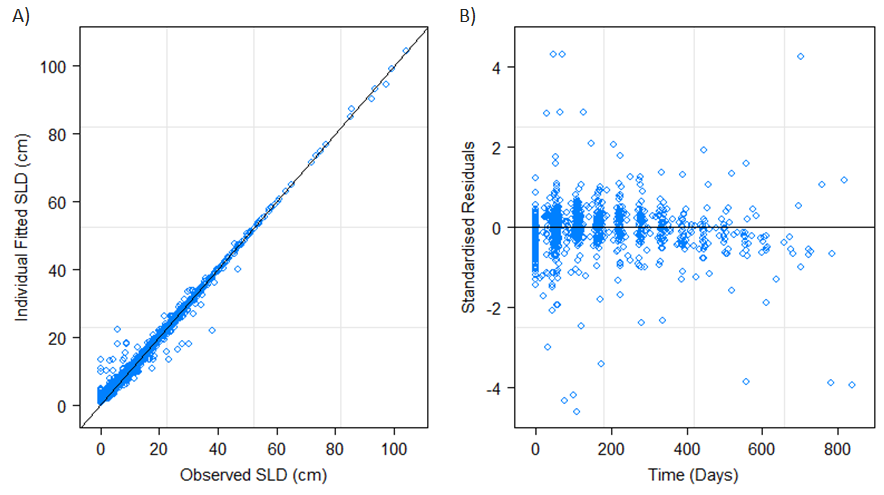 A)
B)
Individual Fitted SLD (cm)
100
80
60
40
20
0
0 20 40 60 80 100
Observed SLD (cm)
Standardised Residuals
4
2
0
-2
-4
0 200 400 600 800
Time (Days)